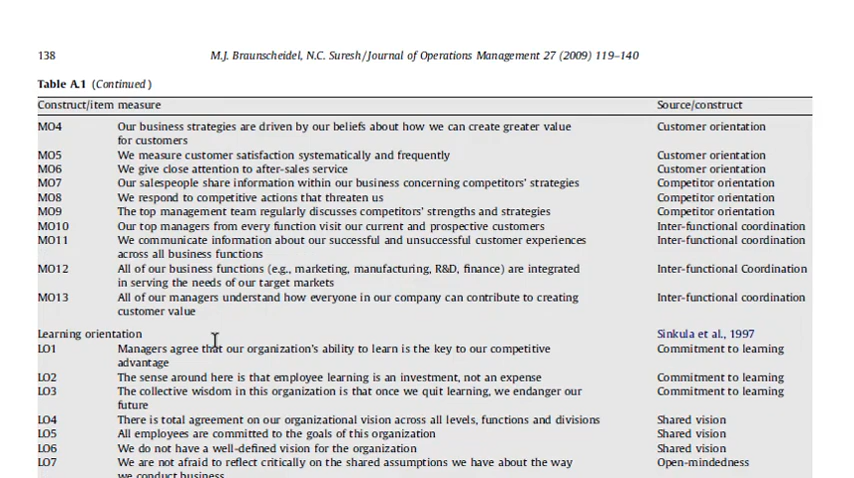 138 M.J. Braunscheidel, N.C. Suresh / Journal of Operations Management 27 (2009) 119–140
Table A.1 (Continued)
Construct/item measure Source/construct
MO4 Our business strategies are driven by our beliefs about how we can create greater value Customer orientation
for customers
MO5 We measure customer satisfaction systematically and frequently Customer orientation
MO6 We give close attention to after-sales service Customer orientation
MO7 Our salespeople share information within our business concerning competitors' strategies Competitor orientation
MO8 We respond to competitive actions that threaten us Competitor orientation
MO9 The top management team regularly discusses competitors' strengths and strategies Competitor orientation
MO10 Our top managers from every function visit our current and prospective customers Inter-functional coordination
MO11 We communicate information about our successful and unsuccessful customer experiences Inter-functional coordination
across all business functions
MO12 All of our business functions (e.g., marketing, manufacturing, R&D, finance) are integrated Inter-functional Coordination
in serving the needs of our target markets
MO13 All of our managers understand how everyone in our company can contribute to creating Inter-functional coordination
customer value
Learning orientation Sinkula et al., 1997
LO1 Managers agree that our organization's ability to learn is the key to our competitive Commitment to learning
advantage
LO2 The sense around here is that employee learning is an investment, not an expense Commitment to learning
LO3 The collective wisdom in this organization is that once we quit learning, we endanger our Commitment to learning
future
LO4 There is total agreement on our organizational vision across all levels, functions and divisions Shared vision
LO5 All employees are committed to the goals of this organization Shared vision
LO6 We do not have a well-defined vision for the organization Shared vision
LO7 We are not afraid to reflect critically on the shared assumptions we have about the way Open-mindedness
we conduct business